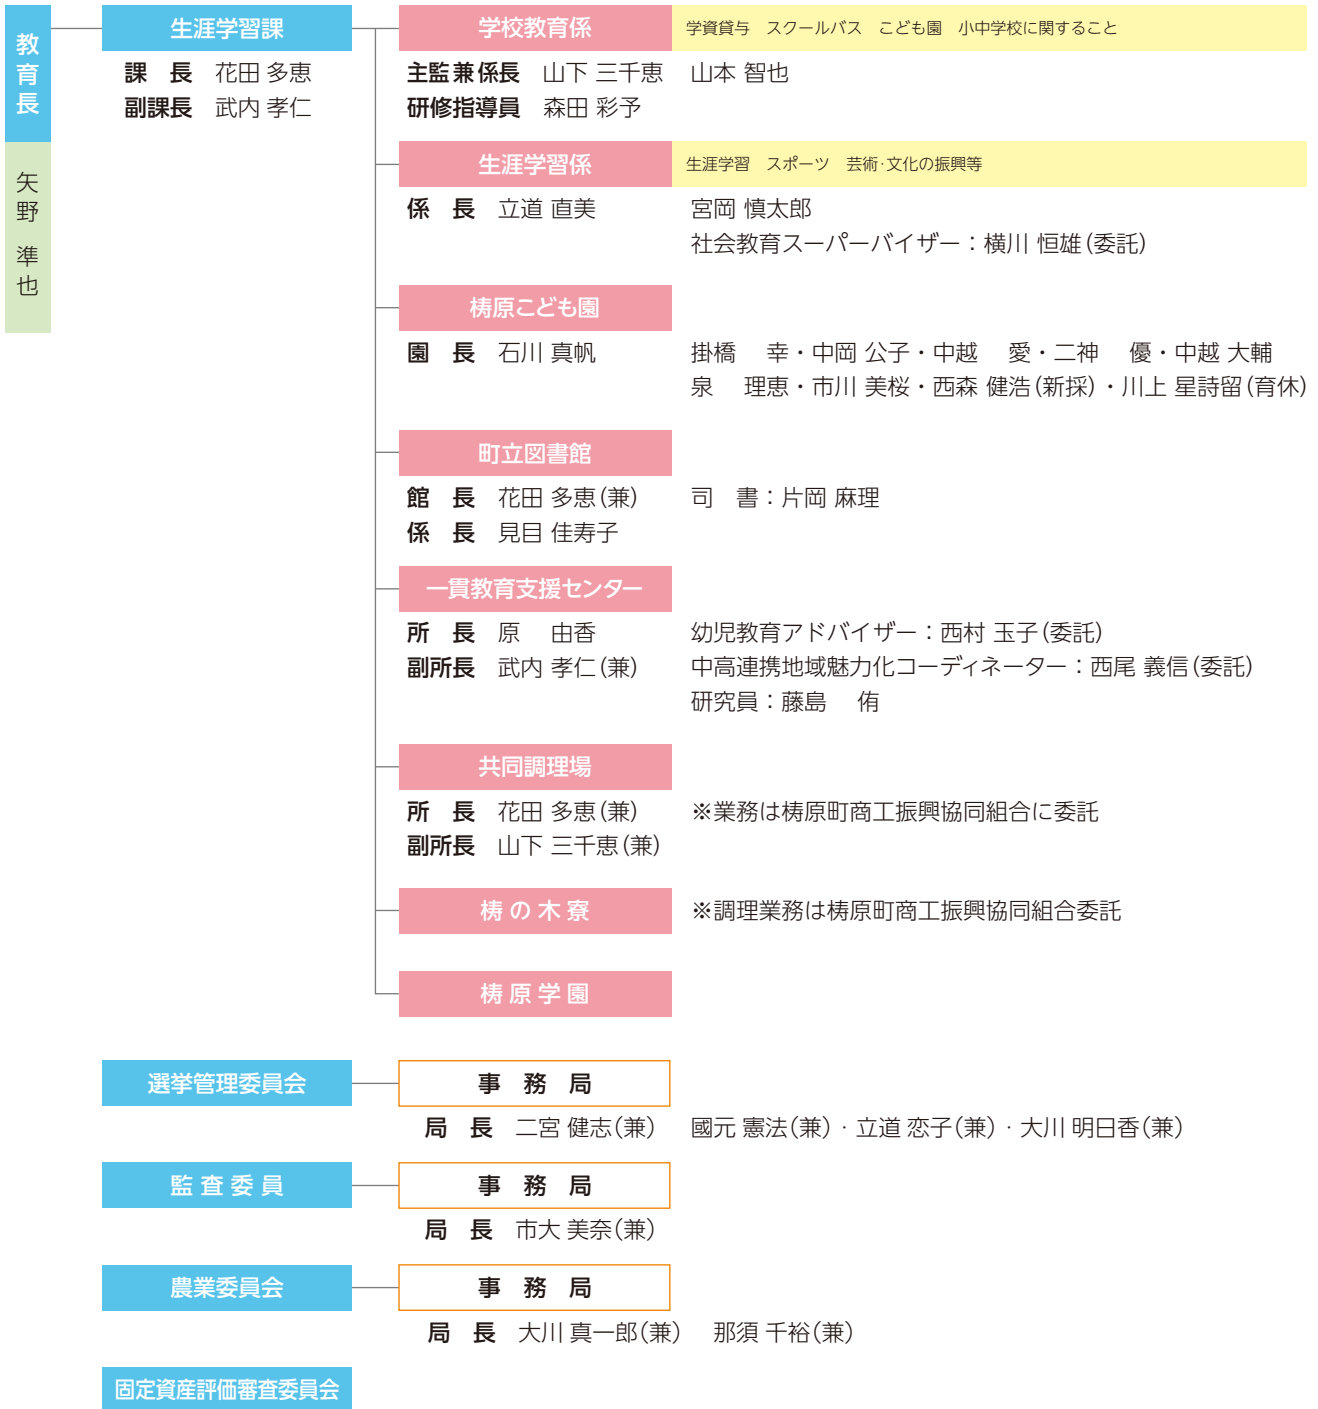 教育長
矢野 準也
生涯学習課
課　長　花田 多恵
副課長　武内 孝仁
学校教育係　学資貸与　スクールバス　こども園　小中学校に関すること
主監兼係長　山下 三千恵　山本 智也
研修指導員　森田 彩予
生涯学習係　生涯学習　スポーツ　芸術･文化の振興等
係　長　立道 直美　宮岡 慎太郎
社会教育スーパーバイザー：横川 恒雄(委託)
梼原こども園
園　長　石川 真帆　掛橋　幸・中岡 公子・中越　愛・二神　優・中越 大輔
泉　理恵・市川 美桜・西森 健浩(新採)・川上 星詩留(育休)
町立図書館
館　長　花田 多恵(兼)　司　書：片岡 麻理
係　長　見目 佳寿子
一貫教育支援センター
所　長　原　由香　幼児教育アドバイザー：西村 玉子(委託)
副所長　武内 孝仁(兼)　中高連携地域魅力化コーディネーター：西尾 義信(委託)
研究員：藤島　侑
共同調理場
所　長　花田 多恵(兼)　※業務は梼原町商工振興協同組合に委託
副所長　山下 三千恵(兼)
梼の木寮　※調理業務は梼原町商工振興協同組合委託
梼原学園
選挙管理委員会　事　務　局
局　長　二宮 健志(兼)　國元 憲法(兼)・立道 恋子(兼)・大川 明日香(兼)
監査委員　事　務　局
局　長　市大 美奈(兼)
農業委員会　事　務　局
局　長　大川 真一郎(兼)　那須 千裕(兼)
固定資産評価審査委員会